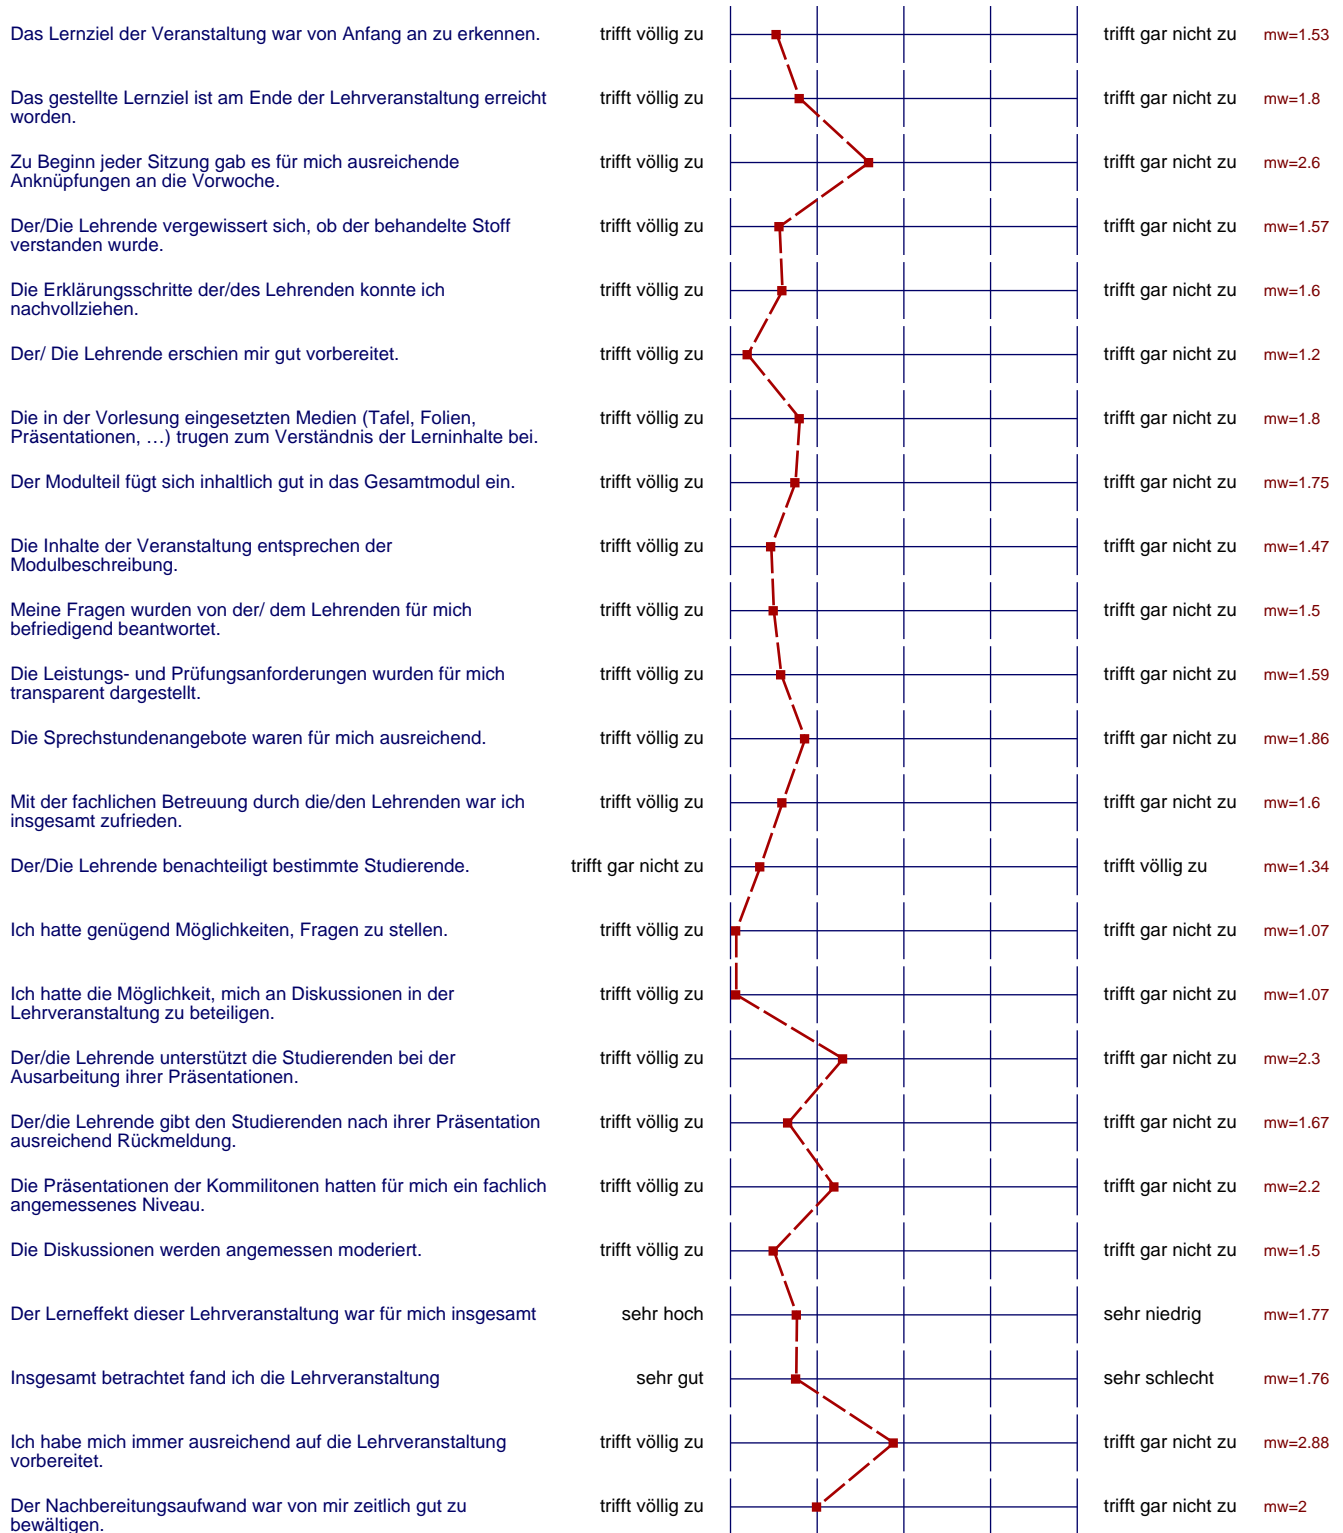 Das Lernziel der Veranstaltung war von Anfang an zu erkennen. trifft völlig zu trifft gar nicht zu mw=1.53
Das gestellte Lernziel ist am Ende der Lehrveranstaltung erreicht trifft völlig zu trifft gar nicht zu mw=1.8
worden.
Zu Beginn jeder Sitzung gab es für mich ausreichende trifft völlig zu trifft gar nicht zu mw=2.6
Anknüpfungen an die Vorwoche.
Der/Die Lehrende vergewissert sich, ob der behandelte Stoff trifft völlig zu trifft gar nicht zu mw=1.57
verstanden wurde.
Die Erklärungsschritte der/des Lehrenden konnte ich trifft völlig zu trifft gar nicht zu mw=1.6
nachvollziehen.
Der/ Die Lehrende erschien mir gut vorbereitet. trifft völlig zu trifft gar nicht zu mw=1.2
Die in der Vorlesung eingesetzten Medien (Tafel, Folien, trifft völlig zu trifft gar nicht zu mw=1.8
Präsentationen, …) trugen zum Verständnis der Lerninhalte bei.
Der Modulteil fügt sich inhaltlich gut in das Gesamtmodul ein. trifft völlig zu trifft gar nicht zu mw=1.75
Die Inhalte der Veranstaltung entsprechen der trifft völlig zu trifft gar nicht zu mw=1.47
Modulbeschreibung.
Meine Fragen wurden von der/ dem Lehrenden für mich trifft völlig zu trifft gar nicht zu mw=1.5
befriedigend beantwortet.
Die Leistungs- und Prüfungsanforderungen wurden für mich trifft völlig zu trifft gar nicht zu mw=1.59
transparent dargestellt.
Die Sprechstundenangebote waren für mich ausreichend. trifft völlig zu trifft gar nicht zu mw=1.86
Mit der fachlichen Betreuung durch die/den Lehrenden war ich trifft völlig zu trifft gar nicht zu mw=1.6
insgesamt zufrieden.
Der/Die Lehrende benachteiligt bestimmte Studierende. trifft gar nicht zu trifft völlig zu mw=1.34
Ich hatte genügend Möglichkeiten, Fragen zu stellen. trifft völlig zu trifft gar nicht zu mw=1.07
Ich hatte die Möglichkeit, mich an Diskussionen in der trifft völlig zu trifft gar nicht zu mw=1.07
Lehrveranstaltung zu beteiligen.
Der/die Lehrende unterstützt die Studierenden bei der trifft völlig zu trifft gar nicht zu mw=2.3
Ausarbeitung ihrer Präsentationen.
Der/die Lehrende gibt den Studierenden nach ihrer Präsentation trifft völlig zu trifft gar nicht zu mw=1.67
ausreichend Rückmeldung.
Die Präsentationen der Kommilitonen hatten für mich ein fachlich trifft völlig zu trifft gar nicht zu mw=2.2
angemessenes Niveau.
Die Diskussionen werden angemessen moderiert. trifft völlig zu trifft gar nicht zu mw=1.5
Der Lerneffekt dieser Lehrveranstaltung war für mich insgesamt sehr hoch sehr niedrig mw=1.77
Insgesamt betrachtet fand ich die Lehrveranstaltung sehr gut sehr schlecht mw=1.76
Ich habe mich immer ausreichend auf die Lehrveranstaltung trifft völlig zu trifft gar nicht zu mw=2.88
vorbereitet.
Der Nachbereitungsaufwand war von mir zeitlich gut zu trifft völlig zu trifft gar nicht zu mw=2
bewältigen.